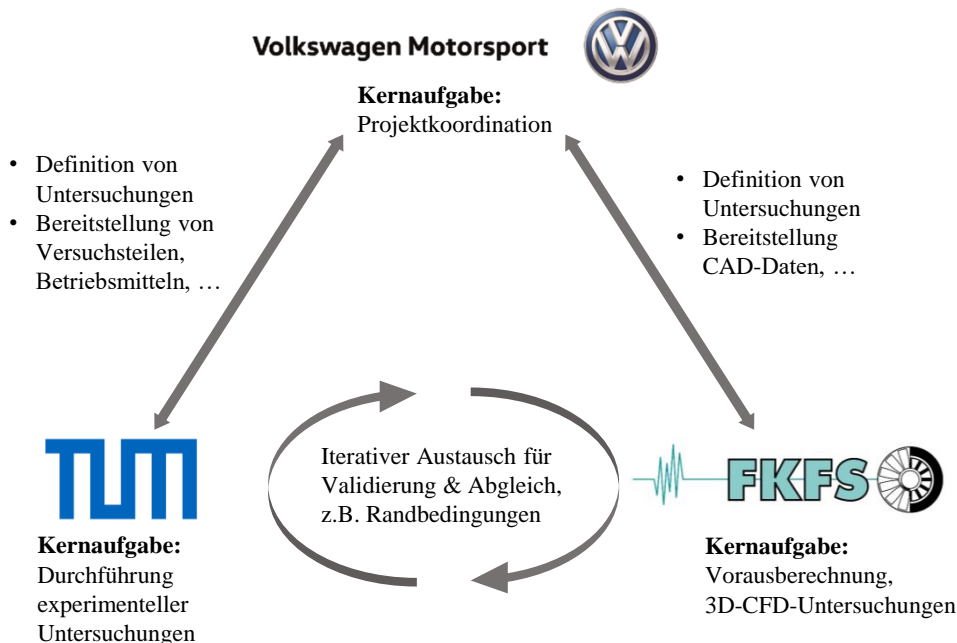 Volkswagen Motorsport
Kernaufgabe:
Projektkoordination
• Definition von
Untersuchungen
• Bereitstellung von
Versuchsteilen,
Betriebsmitteln, …
• Definition von
Untersuchungen
• Bereitstellung
CAD-Daten, …
TUM
Iterativer Austausch für
Validierung & Abgleich,
z.B. Randbedingungen
FKFS
Kernaufgabe:
Durchführung
experimenteller
Untersuchungen
Kernaufgabe:
Vorausberechnung,
3D-CFD-Untersuchungen